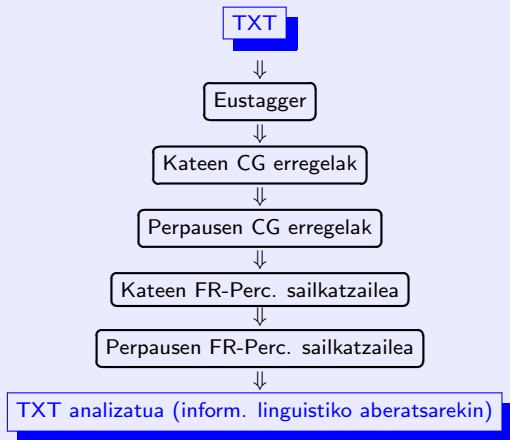 TXT
Eustagger
Kateen CG erregelak
Perpausen CG erregelak
Kateen FR-Perc. sailkatzailea
Perpausen FR-Perc. sailkatzailea
TXT analizatua (inform. linguistiko aberatsarekin)